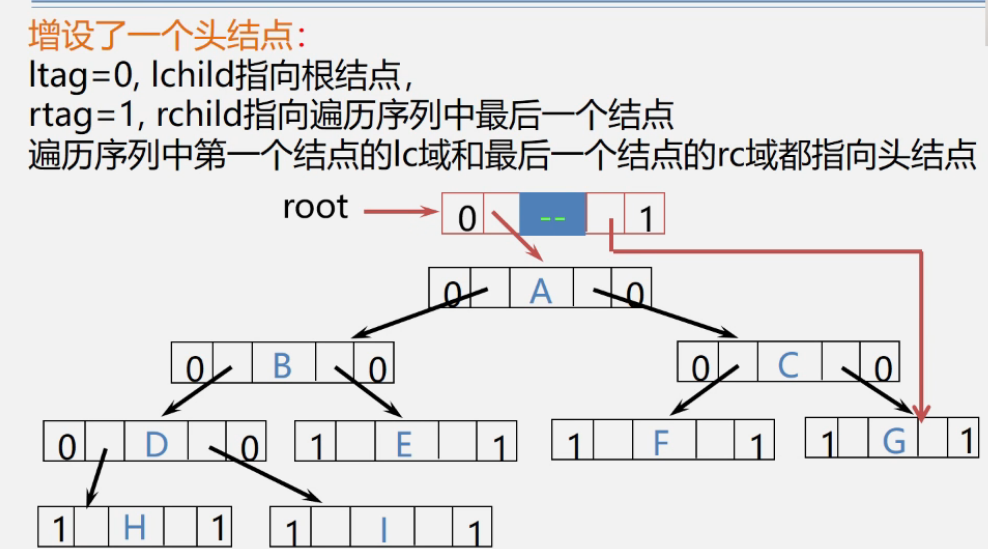 增设了一个头结点：
ltag=0, lchild指向根结点，
rtag=1, rchild指向遍历序列中最后一个结点
遍历序列中第一个结点的lc域和最后一个结点的rc域都指向头结点
root 0 -- 1
0 A 0
0 B 0 0 C 0
0 D 0 1 E 1 1 F 1 1 G 1
1 H 1 1 I 1